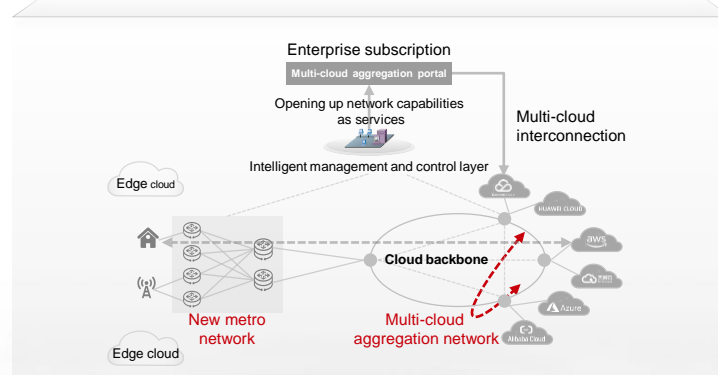 Enterprise subscription
Multi-cloud aggregation portal
Opening up network capabilities
as services
Multi-cloud
interconnection
Intelligent management and control layer
Edge cloud
HUAWEI CLOUD
aws
Cloud backbone
Azure
New metro
network
Multi-cloud
aggregation network
Alibaba Cloud
Edge cloud